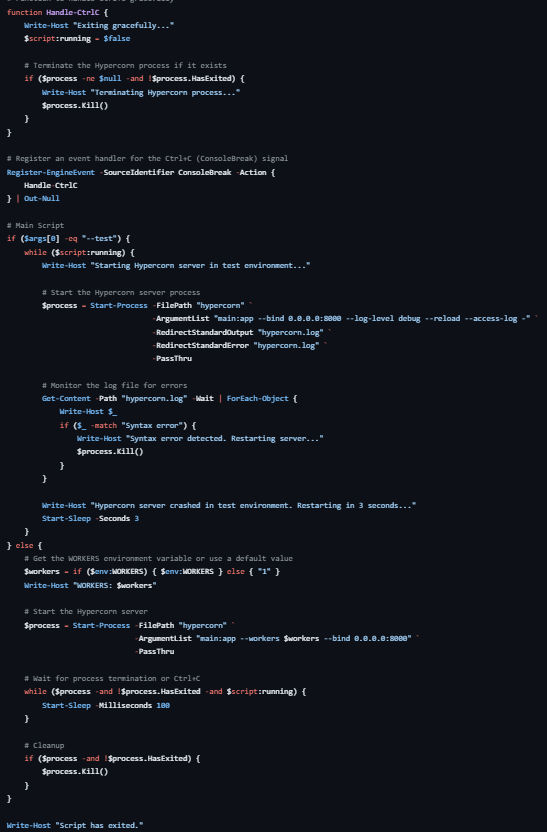 # Function to handle Ctrl+C gracefully
function Handle-CtrlC {
    Write-Host "Exiting gracefully..."
    $script:running = $false

    # Terminate the Hypercorn process if it exists
    if ($process -ne $null -and !$process.HasExited) {
        Write-Host "Terminating Hypercorn process..."
        $process.Kill()
    }
}

# Register an event handler for the Ctrl+C (ConsoleBreak) signal
Register-EngineEvent -SourceIdentifier ConsoleBreak -Action {
    Handle-CtrlC
} | Out-Null

# Main Script
if ($args[0] -eq "--test") {
    while ($script:running) {
        Write-Host "Starting Hypercorn server in test environment..."

        # Start the Hypercorn server process
        $process = Start-Process -FilePath "hypercorn" `
                                 -ArgumentList "main:app --bind 0.0.0.0:8000 --log-level debug --reload --access-log -" `
                                 -RedirectStandardOutput "hypercorn.log" `
                                 -RedirectStandardError "hypercorn.log" `
                                 -PassThru

        # Monitor the log file for errors
        Get-Content -Path "hypercorn.log" -Wait | ForEach-Object {
            Write-Host $_
            if ($_ -match "Syntax error") {
                Write-Host "Syntax error detected. Restarting server..."
                $process.Kill()
            }
        }

        Write-Host "Hypercorn server crashed in test environment. Restarting in 3 seconds..."
        Start-Sleep -Seconds 3
    }
} else {
    # Get the WORKERS environment variable or use a default value
    $workers = if ($env:WORKERS) { $env:WORKERS } else { "1" }
    Write-Host "WORKERS: $workers"

    # Start the Hypercorn server
    $process = Start-Process -FilePath "hypercorn" `
                             -ArgumentList "main:app --workers $workers --bind 0.0.0.0:8000" `
                             -PassThru

    # Wait for process termination or Ctrl+C
    while ($process -and !$process.HasExited -and $script:running) {
        Start-Sleep -Milliseconds 100
    }

    # Cleanup
    if ($process -and !$process.HasExited) {
        $process.Kill()
    }
}

Write-Host "Script has exited."